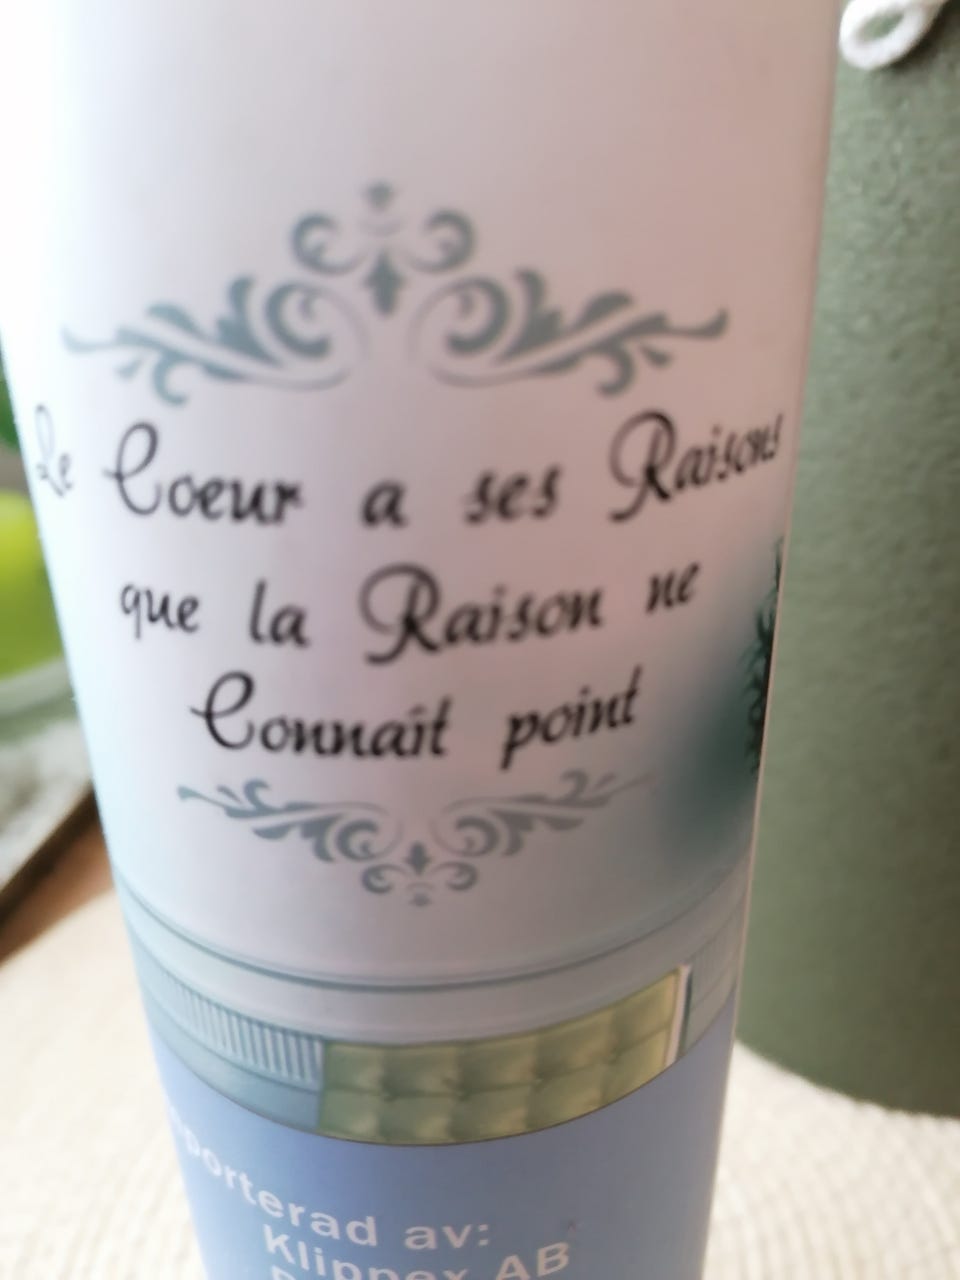 Le Coeur a ses Raisons
que la Raison ne
Connaît point
porterad av:
Klippex AB